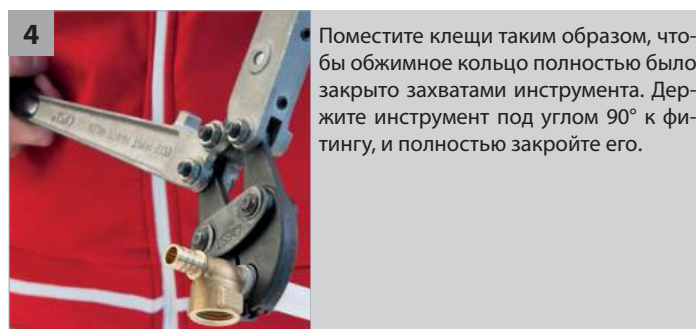 4
Поместите клещи таким образом, что-
бы обжимное кольцо полностью было
закрыто захватами инструмента. Дер-
жите инструмент под углом 90° к фи-
тингу, и полностью закройте его.